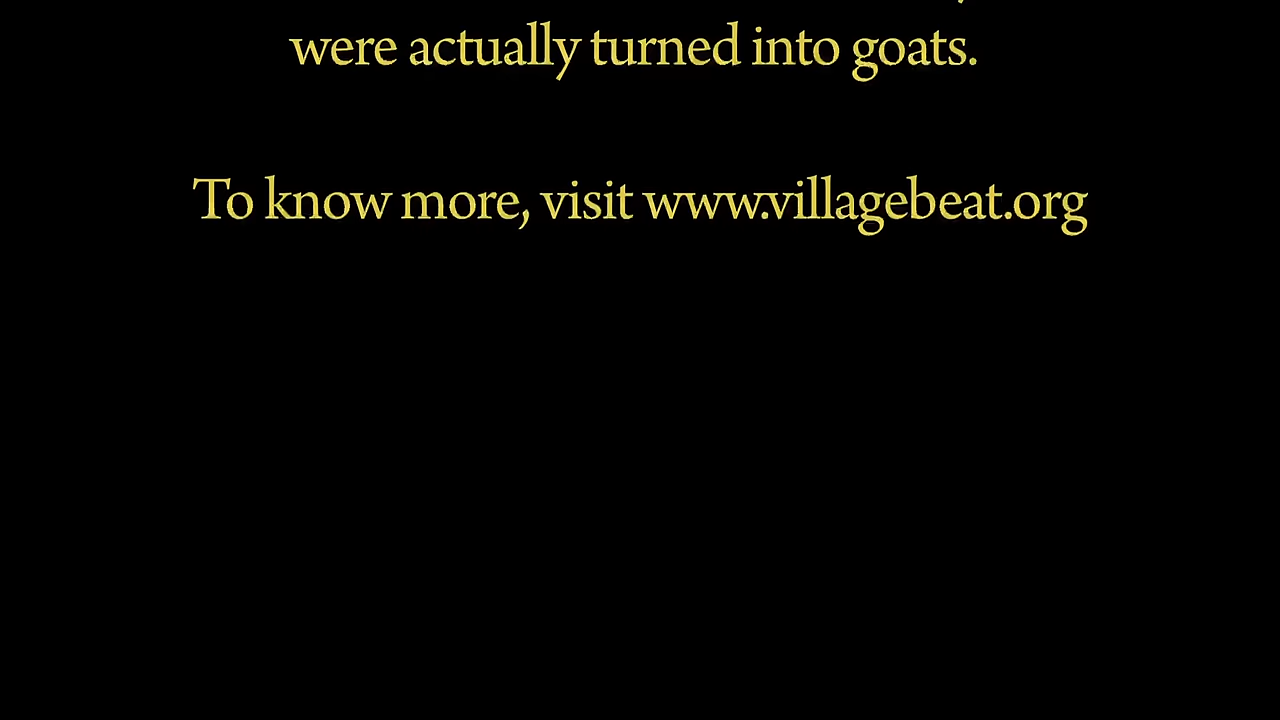 were actually turned into goats.
To know more, visit www.villagebeat.org